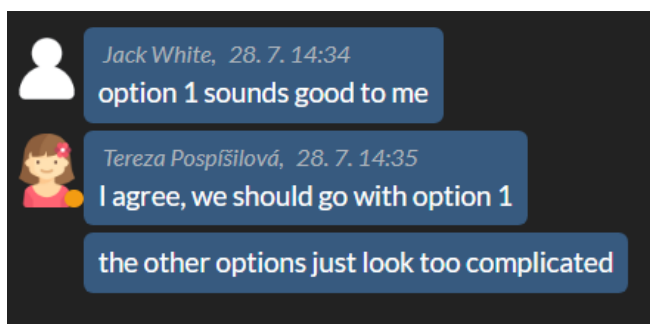 Jack White, 28. 7. 14:34
option 1 sounds good to me
Tereza Pospíšilová, 28. 7. 14:35
I agree, we should go with option 1
the other options just look too complicated